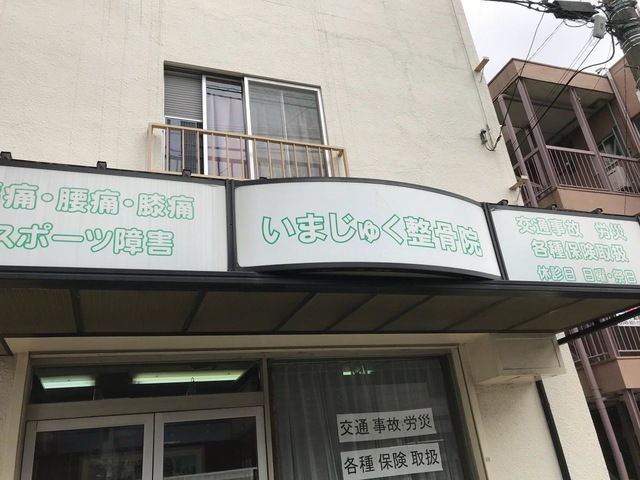 痛・腰痛・膝痛
スポーツ障害
いまじゅく整骨院
交通事故 労災
各種保険取扱
休診日 日曜・祭日
交通 事故・労災
各種 保険 取扱